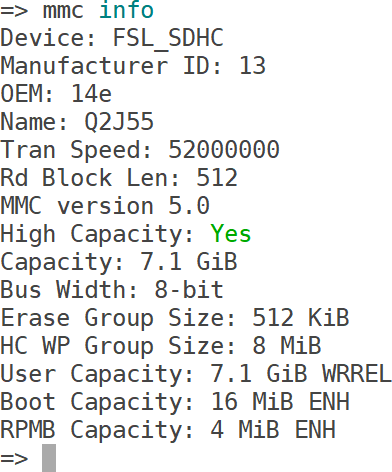 => mmc info
Device: FSL_SDHC
Manufacturer ID: 13
OEM: 14e
Name: Q2J55
Tran Speed: 52000000
Rd Block Len: 512
MMC version 5.0
High Capacity: Yes
Capacity: 7.1 GiB
Bus Width: 8-bit
Erase Group Size: 512 KiB
HC WP Group Size: 8 MiB
User Capacity: 7.1 GiB WRREL
Boot Capacity: 16 MiB ENH
RPMB Capacity: 4 MiB ENH
=>